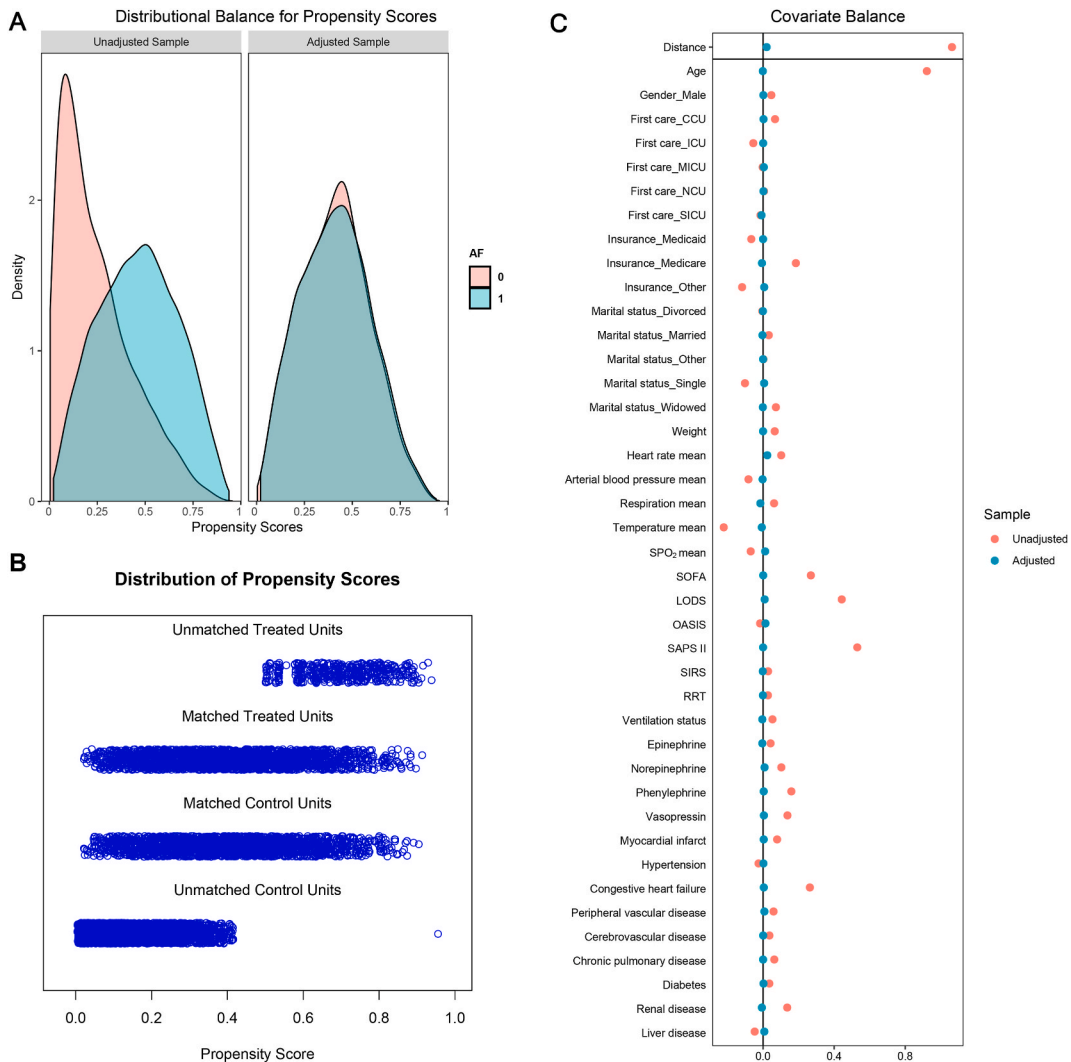 A
Distributional Balance for Propensity Scores
Unadjusted Sample
Adjusted Sample
2
1
0
Density
0
0.25
0.5
0.75
1
0
0.25
0.5
0.75
1
Propensity Scores
AF
0
1
B
Distribution of Propensity Scores
Unmatched Treated Units
Matched Treated Units
Matched Control Units
Unmatched Control Units
0.0
0.2
0.4
0.6
0.8
1.0
Propensity Score
C
Covariate Balance
Distance
Age
Gender_Male
First care_CCU
First care_ICU
First care_MICU
First care_NCU
First care_SICU
Insurance_Medicaid
Insurance_Medicare
Insurance_Other
Marital status_Divorced
Marital status_Married
Marital status_Other
Marital status_Single
Marital status_Widowed
Weight
Heart rate mean
Arterial blood pressure mean
Respiration mean
Temperature mean
SPO₂ mean
SOFA
LODS
OASIS
SAPS II
SIRS
RRT
Ventilation status
Epinephrine
Norepinephrine
Phenylephrine
Vasopressin
Myocardial infarct
Hypertension
Congestive heart failure
Peripheral vascular disease
Cerebrovascular disease
Chronic pulmonary disease
Diabetes
Renal disease
Liver disease
0.0
0.4
0.8
Sample
Unadjusted
Adjusted